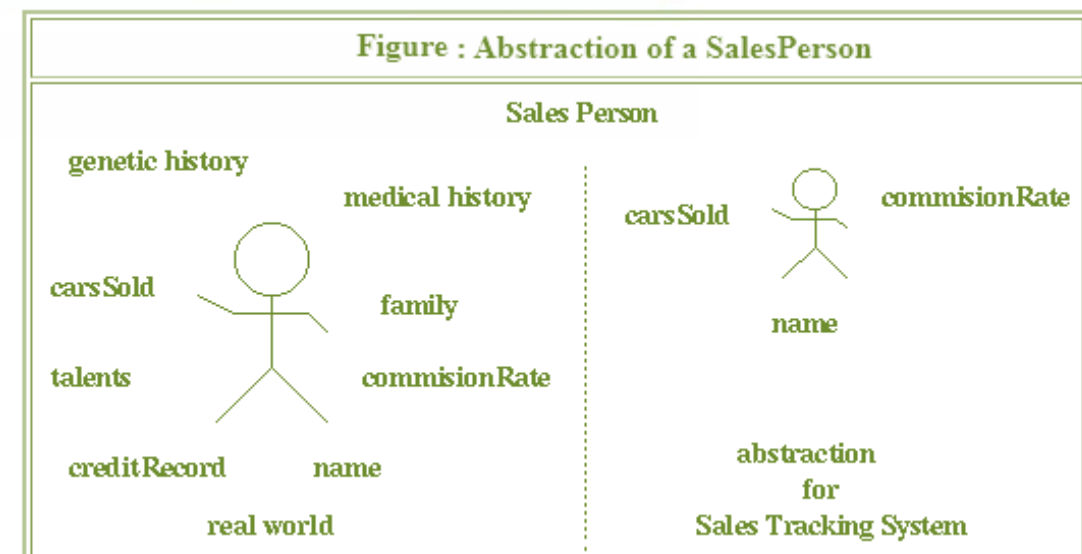 Figure : Abstraction of a SalesPerson
Sales Person
genetic history
medical history
carsSold
family
talents
commisionRate
creditRecord
name
real world
carsSold
commisionRate
name
abstraction
for
Sales Tracking System